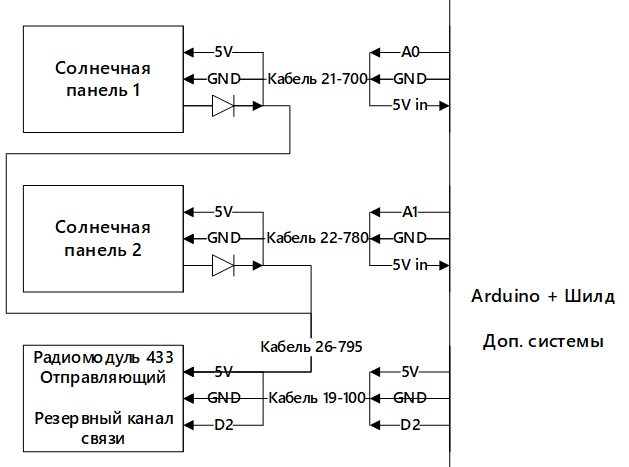 Солнечная
панель 1
5V
GND
Кабель 21-700
A0
GND
5V in
Солнечная
панель 2
5V
GND
Кабель 22-780
A1
GND
5V in
Arduino + Шилд
Доп. системы
Кабель 26-795
Радиомодуль 433
Отправляющий
Резервный канал
связи
5V
GND
D2
Кабель 19-100
5V
GND
D2